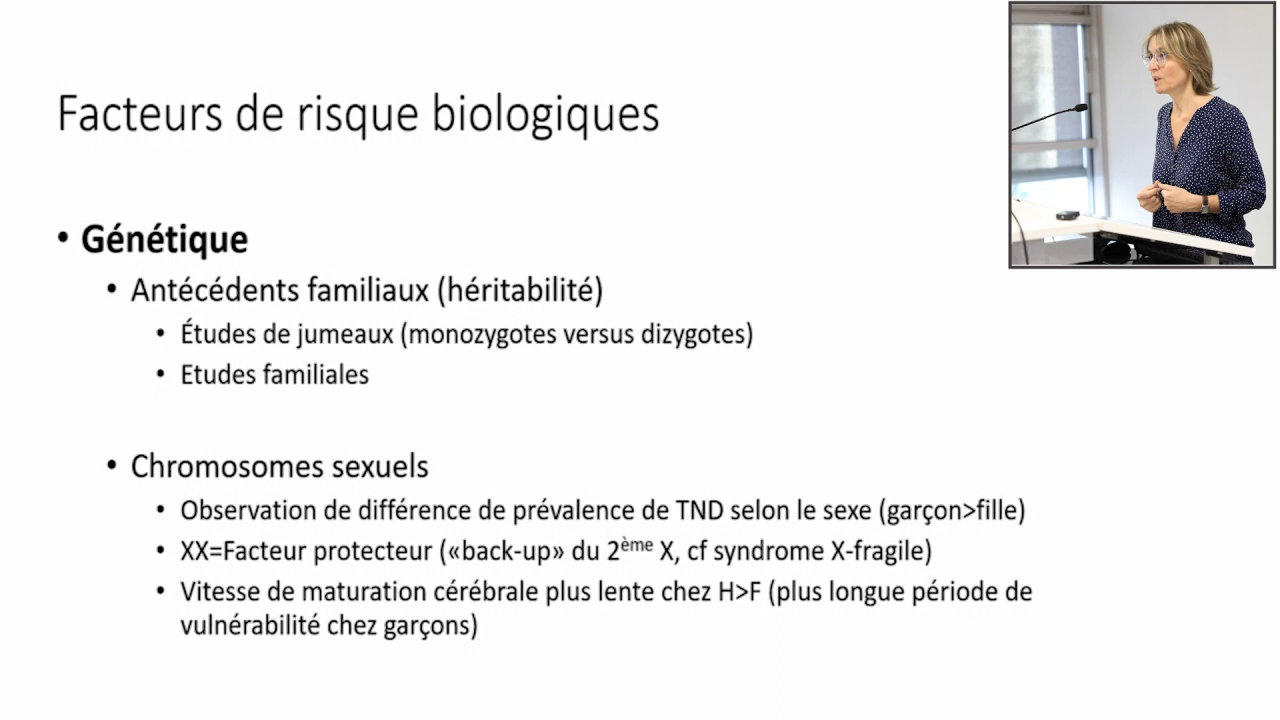 Facteurs de risque biologiques
• Génétique
• Antécédents familiaux (héritabilité)
• Études de jumeaux (monozygotes versus dizygotes)
• Etudes familiales
• Chromosomes sexuels
• Observation de différence de prévalence de TND selon le sexe (garçon>fille)
• XX=Facteur protecteur («back-up» du 2ème X, cf syndrome X-fragile)
• Vitesse de maturation cérébrale plus lente chez H>F (plus longue période de
vulnérabilité chez garçons)